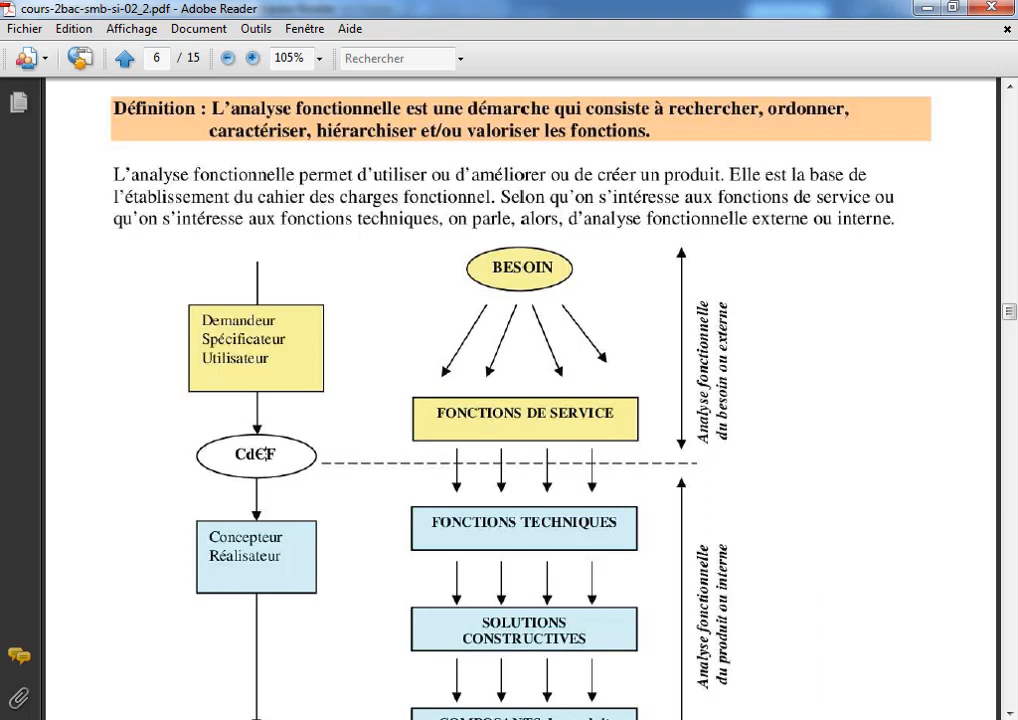 cours-2bac-smb-si-02_2.pdf - Adobe Reader
Fichier Edition Affichage Document Outils Fenêtre Aide
6 / 15 105% Rechercher
Définition : L’analyse fonctionnelle est une démarche qui consiste à rechercher, ordonner,
caractériser, hiérarchiser et/ou valoriser les fonctions.
L’analyse fonctionnelle permet d’utiliser ou d’améliorer ou de créer un produit. Elle est la base de
l’établissement du cahier des charges fonctionnel. Selon qu’on s’intéresse aux fonctions de service ou
qu’on s’intéresse aux fonctions techniques, on parle, alors, d’analyse fonctionnelle externe ou interne.
BESOIN
Demandeur
Spécificateur
Utilisateur
Analyse fonctionnelle
du besoin ou externe
FONCTIONS DE SERVICE
CdCF
FONCTIONS TECHNIQUES
Concepteur
Réalisateur
Analyse fonctionnelle
du produit ou interne
SOLUTIONS
CONSTRUCTIVES